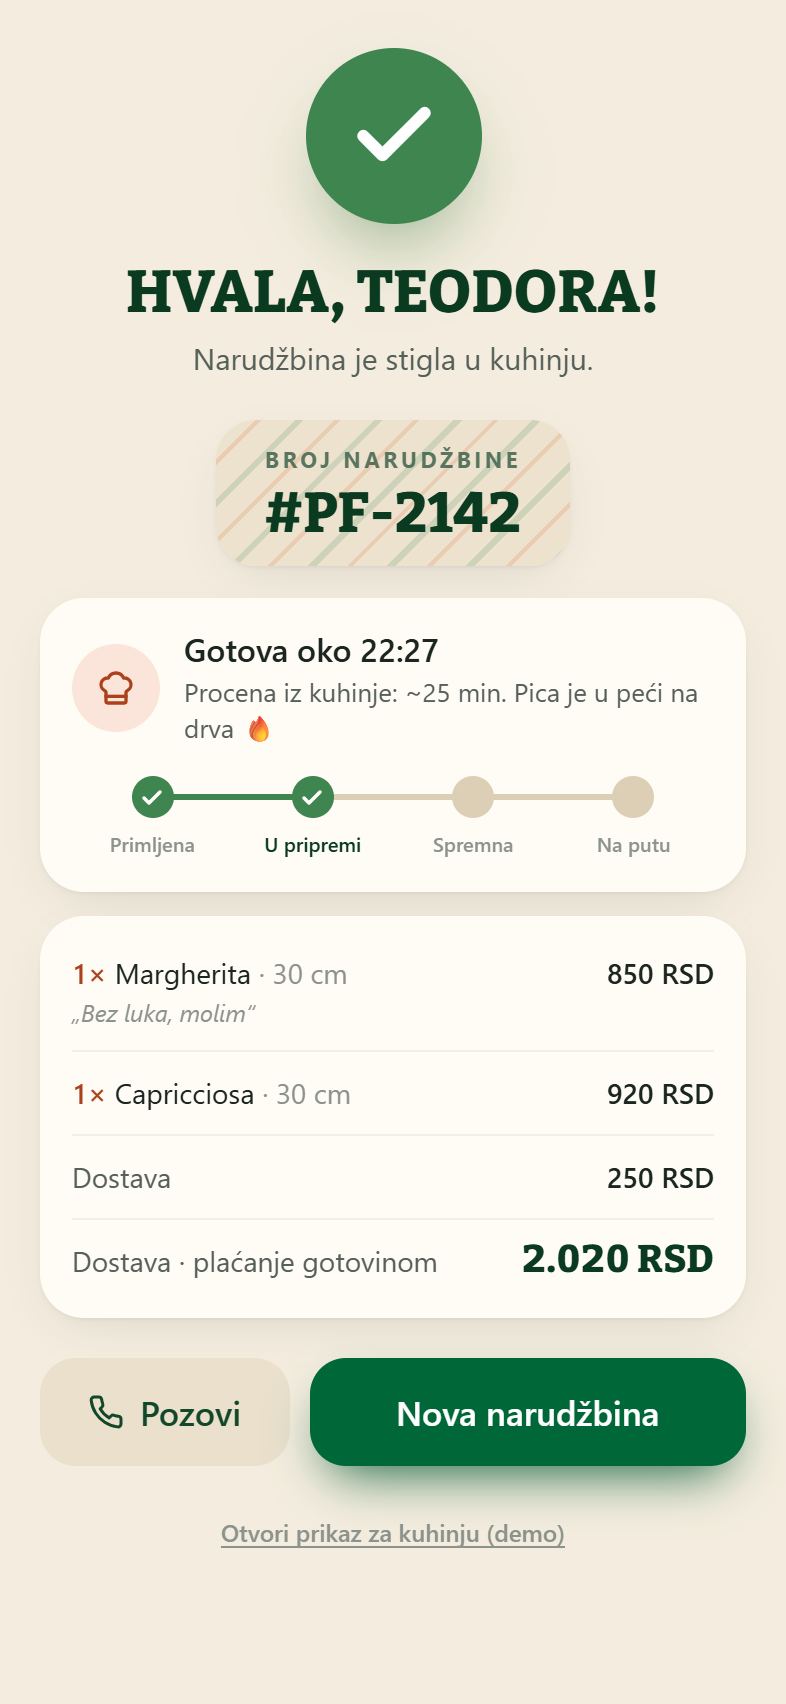 HVALA, TEODORA!
Narudžbina je stigla u kuhinju.
BROJ NARUDŽBINE
#PF-2142
Gotova oko 22:27
Procena iz kuhinje: ~25 min. Pica je u peći na
drva 🔥
Primljena U pripremi Spremna Na putu
1× Margherita · 30 cm 850 RSD
„Bez luka, molim“
1× Capricciosa · 30 cm 920 RSD
Dostava 250 RSD
Dostava · plaćanje gotovinom 2.020 RSD
Pozovi Nova narudžbina
Otvori prikaz za kuhinju (demo)